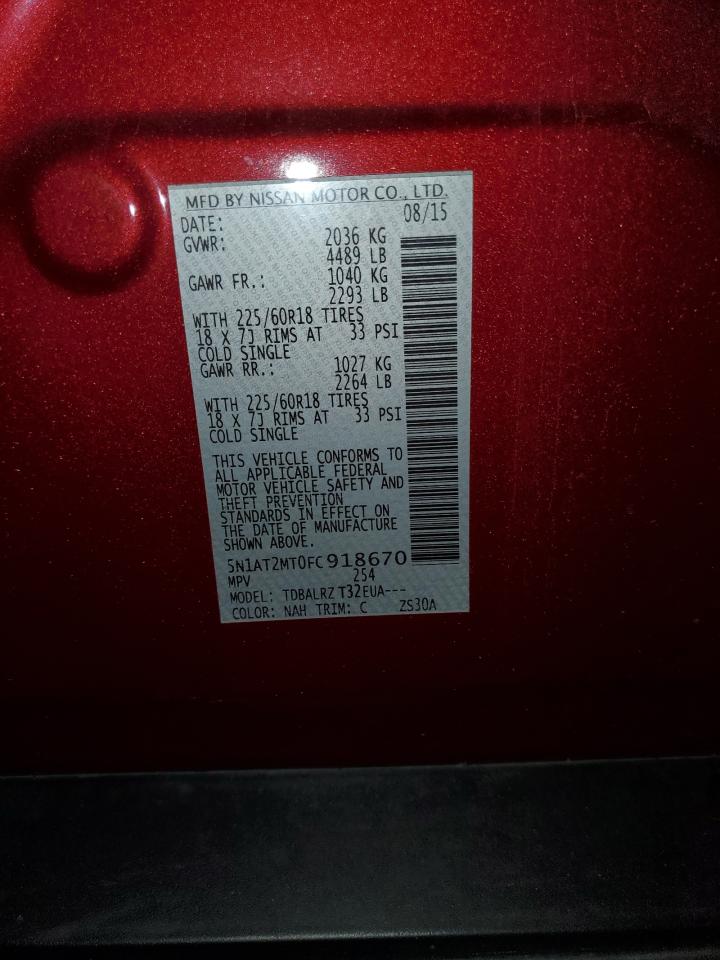 MFD BY NISSAN MOTOR CO., LTD.
DATE: 08/15
GVWR: 2036 KG
4489 LB
GAWR FR.: 1040 KG
2293 LB
WITH 225/60R18 TIRES
18 X 7J RIMS AT 33 PSI
COLD SINGLE
GAWR RR.: 1027 KG
2264 LB
WITH 225/60R18 TIRES
18 X 7J RIMS AT 33 PSI
COLD SINGLE
THIS VEHICLE CONFORMS TO
ALL APPLICABLE FEDERAL
MOTOR VEHICLE SAFETY AND
THEFT PREVENTION
STANDARDS IN EFFECT ON
THE DATE OF MANUFACTURE
SHOWN ABOVE.
5N1AT2MT0FC918670
MPV 254
MODEL: TDBALRZ T32EUA---
COLOR: NAH TRIM: C ZS30A